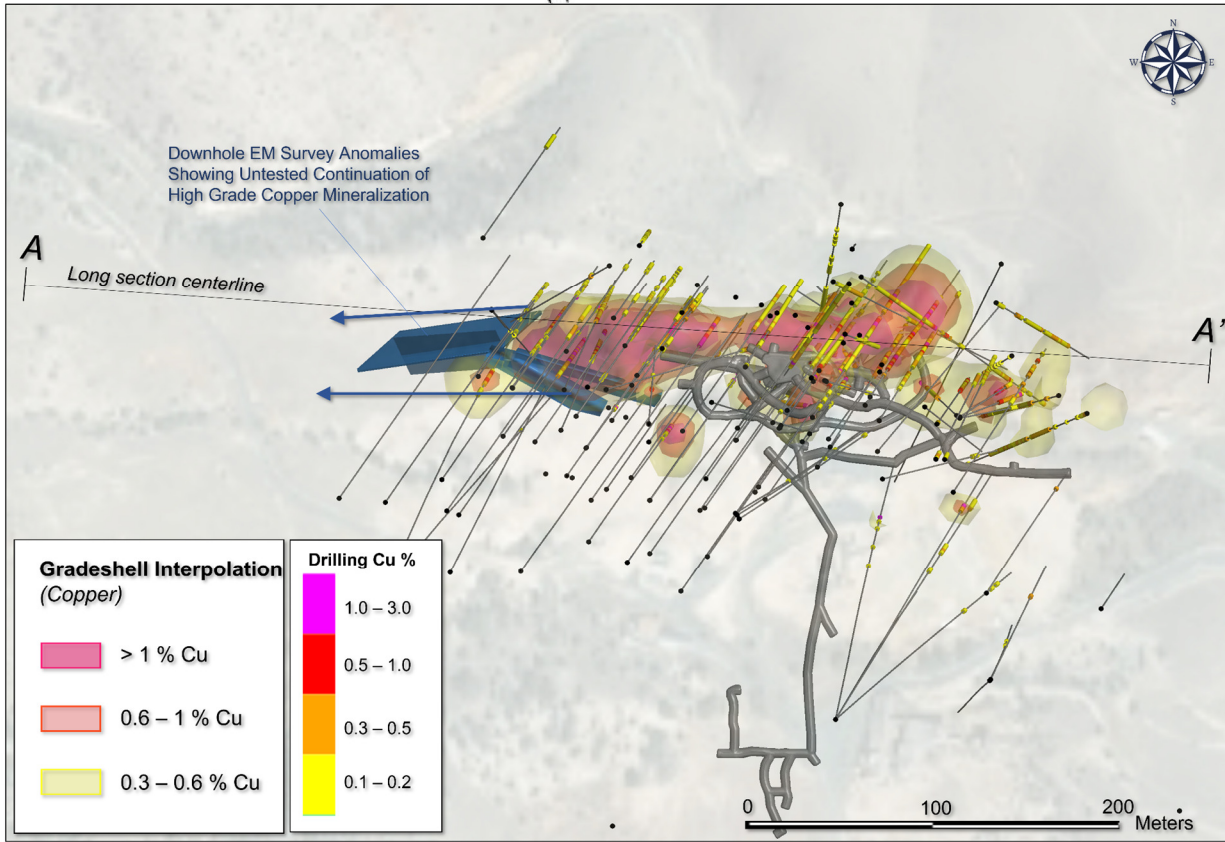 N
W E
S
Downhole EM Survey Anomalies
Showing Untested Continuation of
High Grade Copper Mineralization
A
Long section centerline
A'
Gradeshell Interpolation
(Copper)
> 1 % Cu
0.6 – 1 % Cu
0.3 – 0.6 % Cu
Drilling Cu %
1.0 – 3.0
0.5 – 1.0
0.3 – 0.5
0.1 – 0.2
0 100 200
Meters